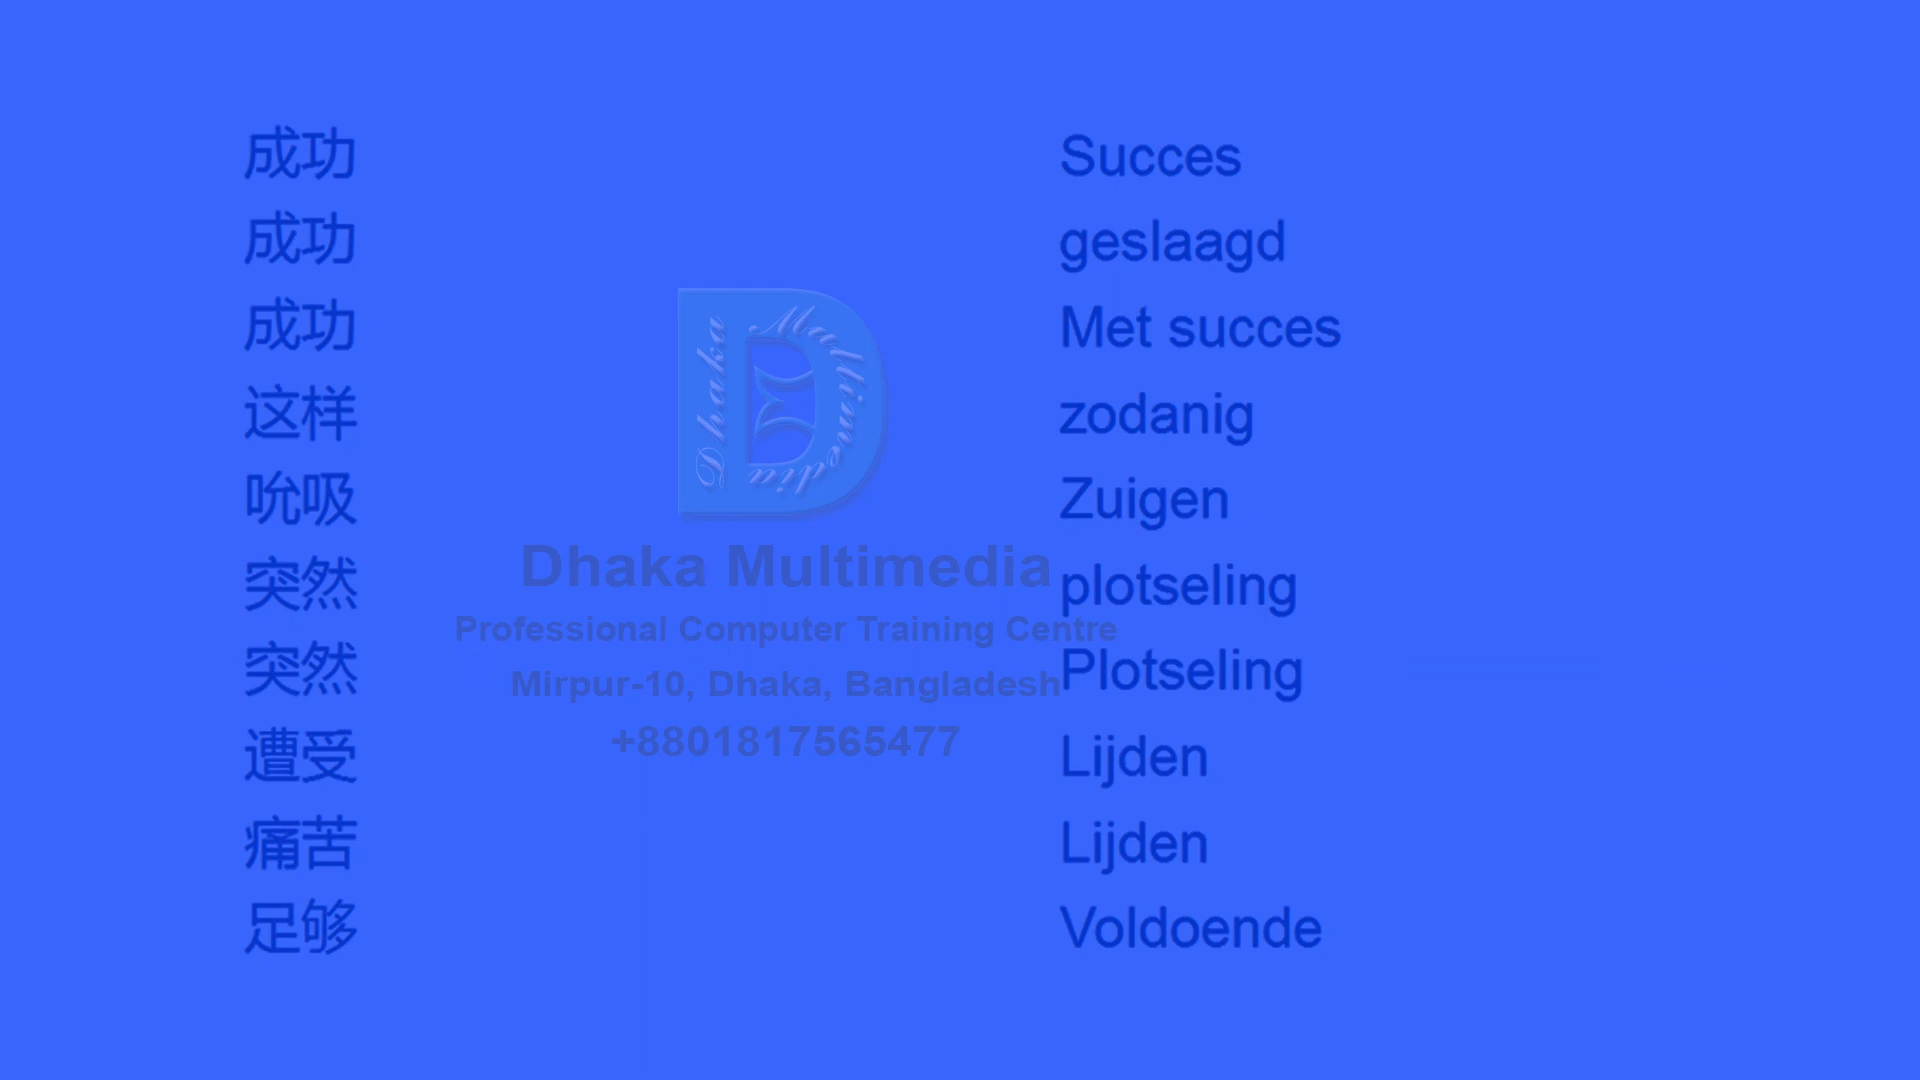 成功 Succes
成功 geslaagd
成功 Met succes
Dhaka Multimedia
这样 zodanig
吮吸 Zuigen
Dhaka Multimedia
突然 plotseling
Professional Computer Training Centre
突然 Plotseling
Mirpur-10, Dhaka, Bangladesh
+8801817565477
遭受 Lijden
痛苦 Lijden
足够 Voldoende